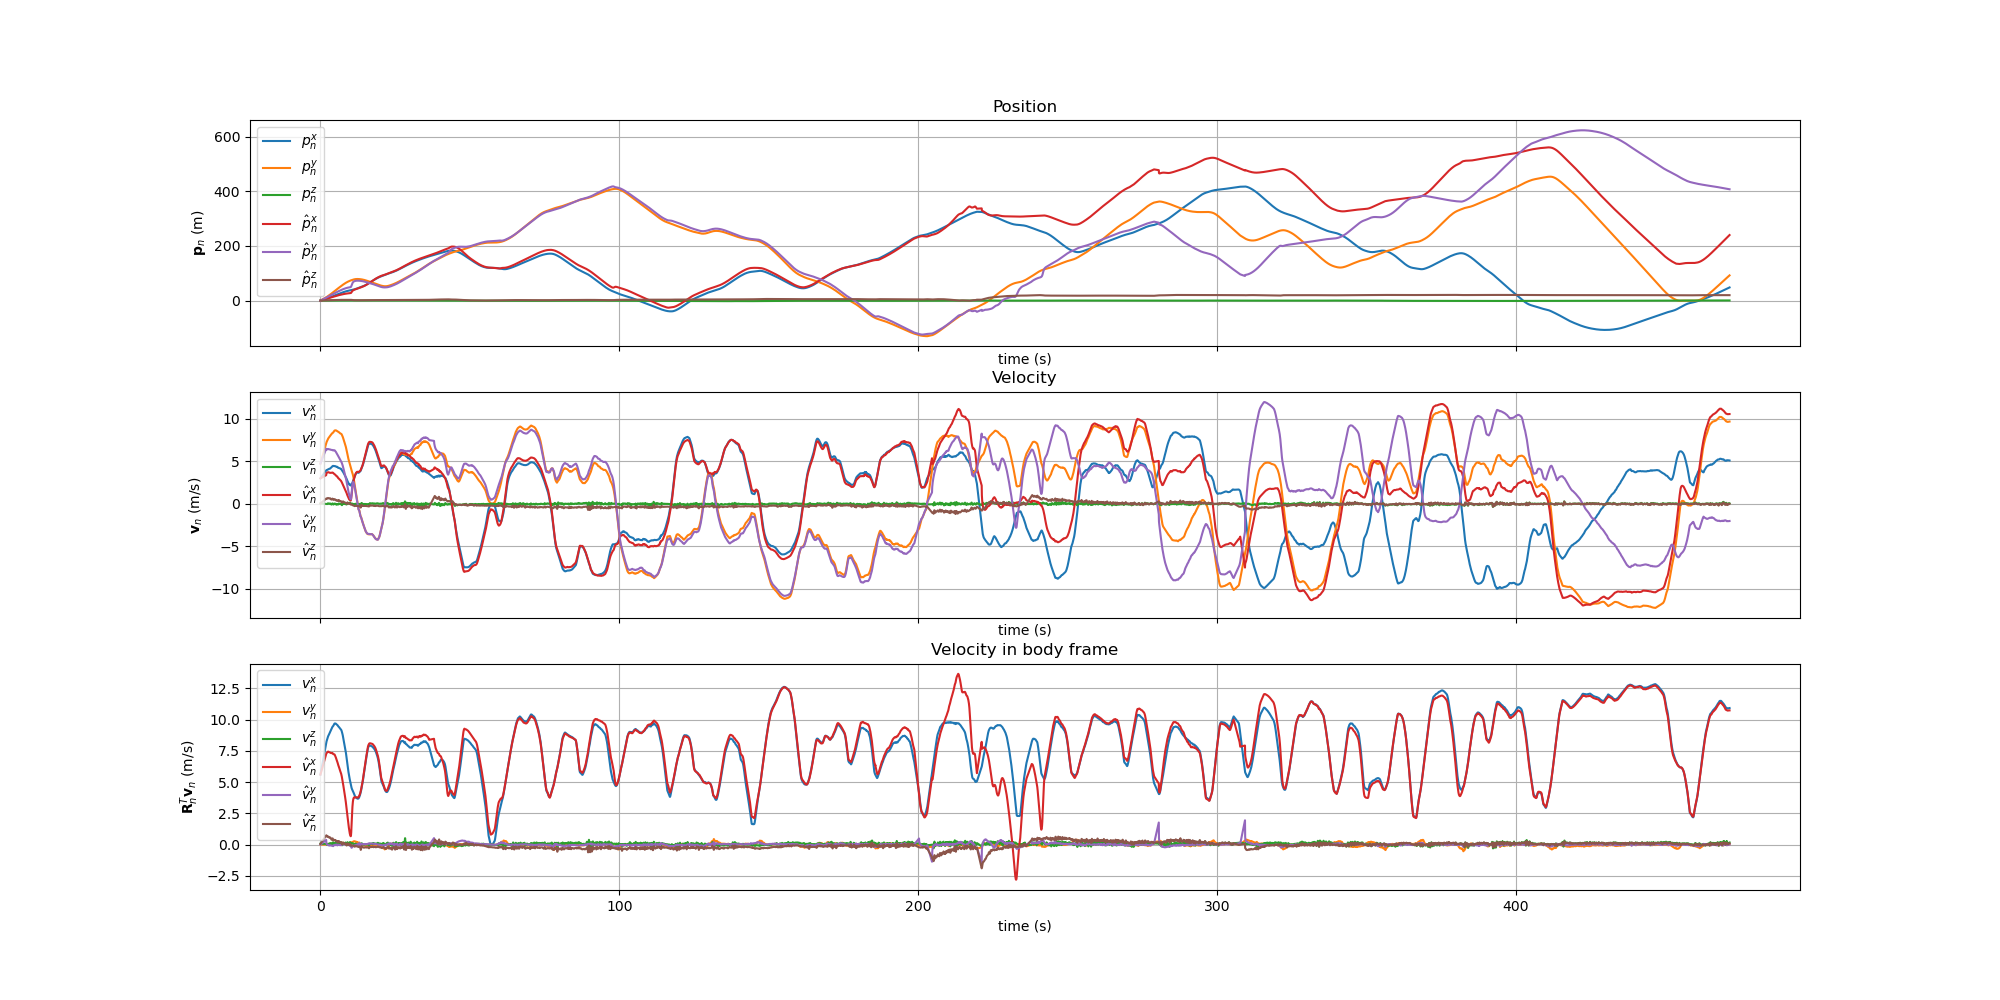 Position
600
400
200
0
p_n (m)
p_n^x
p_n^y
p_n^z
p̂_n^x
p̂_n^y
p̂_n^z
time (s)
Velocity
10
5
0
−5
−10
v_n (m/s)
v_n^x
v_n^y
v_n^z
v̂_n^x
v̂_n^y
v̂_n^z
time (s)
Velocity in body frame
12.5
10.0
7.5
5.0
2.5
0.0
−2.5
R_n^T v_n (m/s)
v_n^x
v_n^y
v_n^z
v̂_n^x
v̂_n^y
v̂_n^z
0 100 200 300 400
time (s)